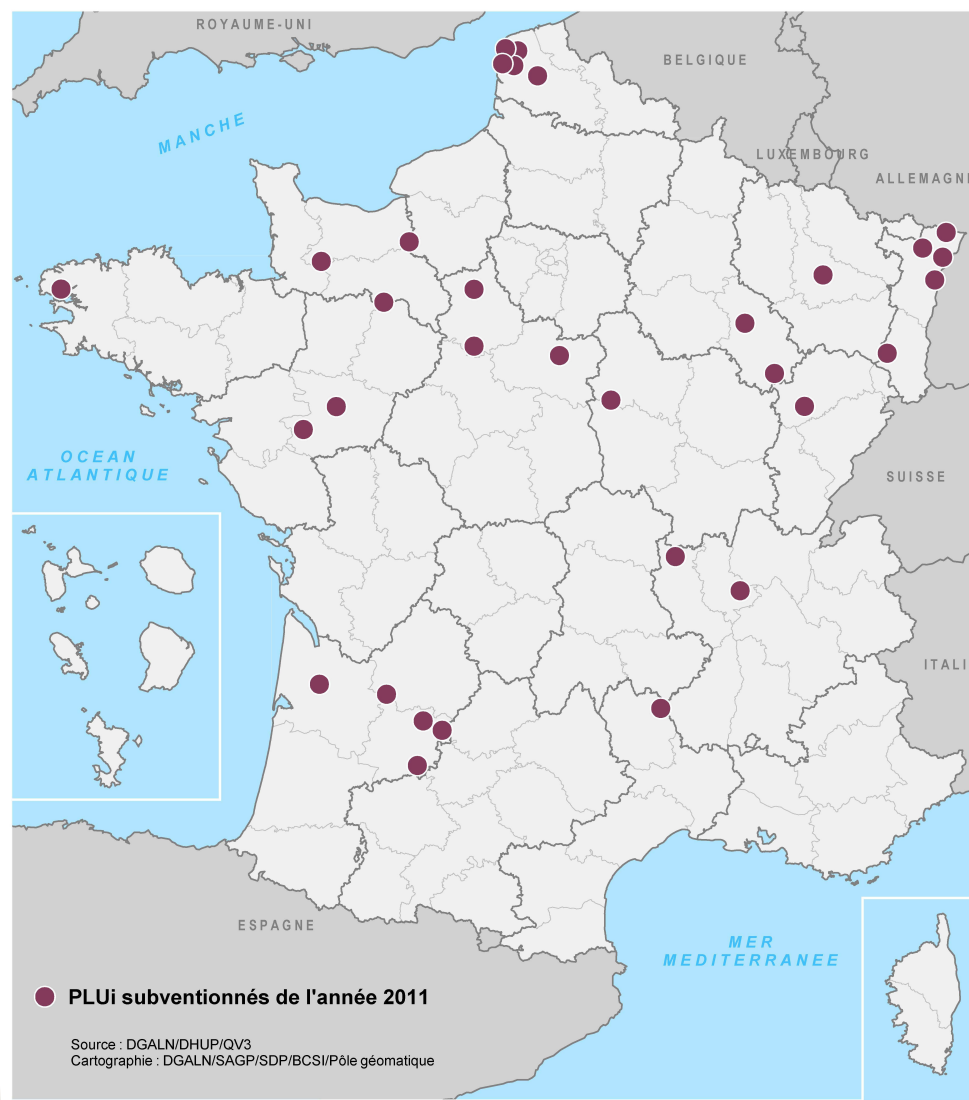 ROYAUME-UNI
BELGIQUE
MANCHE
LUXEMBOURG
ALLEMAGN
OCEAN
ATLANTIQUE
SUISSE
ITALI
ESPAGNE
MER
MEDITERRANEE
PLUi subventionnés de l'année 2011
Source : DGALN/DHUP/QV3
Cartographie : DGALN/SAGP/SDP/BCSI/Pôle géomatique